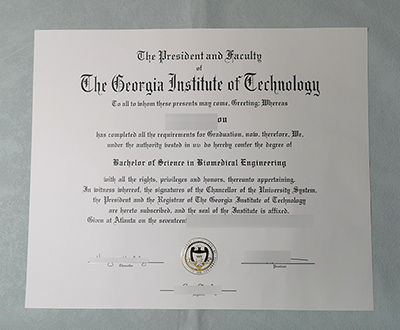 The President and Faculty
of
The Georgia Institute of Technology
To all to whom these presents may come, Greeting: Whereas
ou
has completed all the requirements for Graduation, now, therefore, We,
under the authority vested in us do hereby confer the degree of
Bachelor of Science in Biomedical Engineering
with all the rights, privileges and honors, thereunto appertaining.
In witness whereof, the signatures of the Chancellor of the University System,
the President and the Registrar of The Georgia Institute of Technology
are hereto subscribed, and the seal of the Institute is affixed.
Given at Atlanta on the seventeent
Chancellor
President